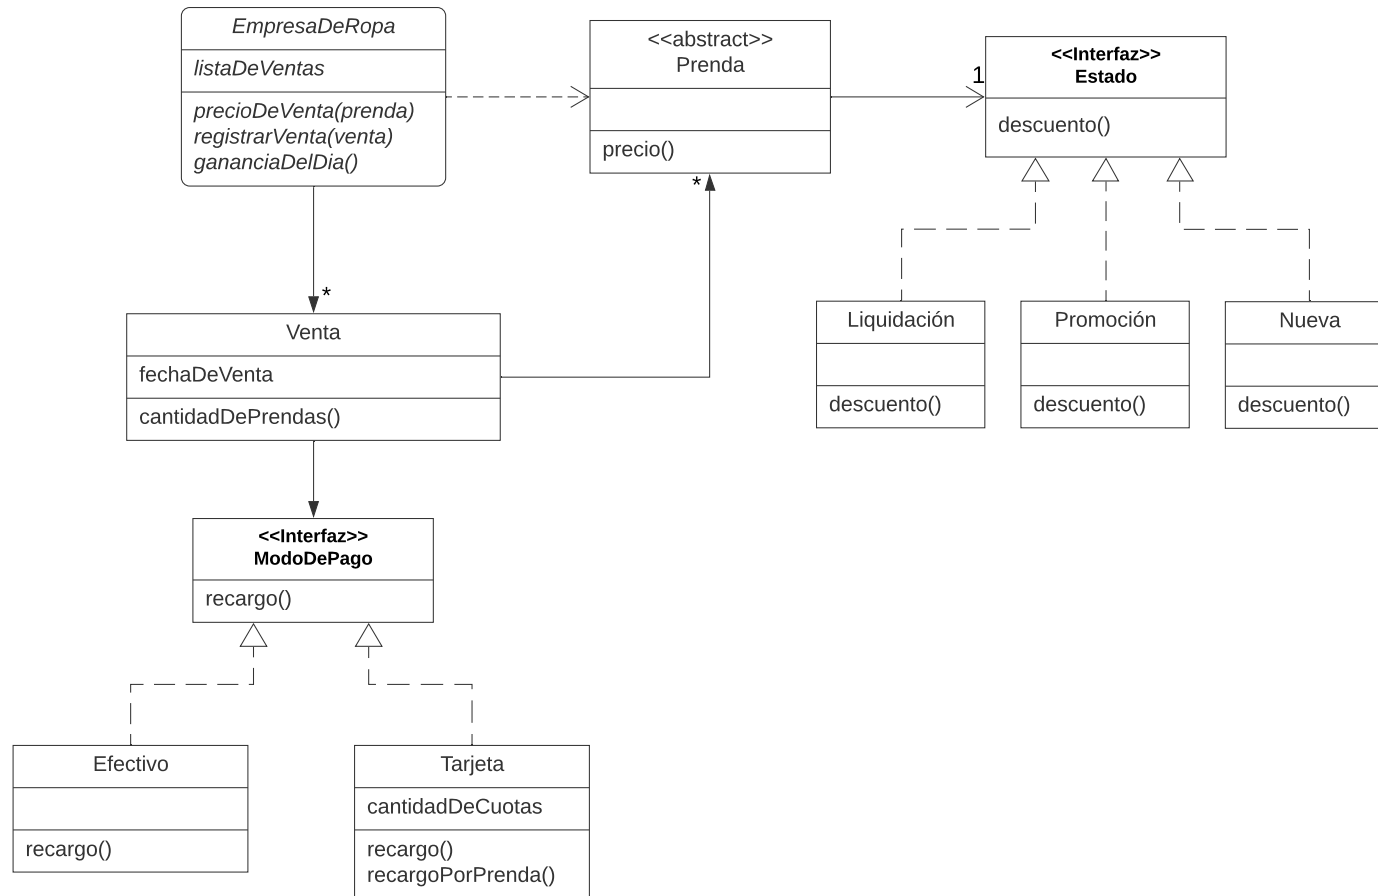 EmpresaDeRopa
listaDeVentas
precioDeVenta(prenda)
registrarVenta(venta)
gananciaDelDia()
<<abstract>>
Prenda
precio()
1
<<Interfaz>>
Estado
descuento()
*
*
Venta
fechaDeVenta
cantidadDePrendas()
Liquidación
descuento()
Promoción
descuento()
Nueva
descuento()
<<Interfaz>>
ModoDePago
recargo()
Efectivo
recargo()
Tarjeta
cantidadDeCuotas
recargo()
recargoPorPrenda()